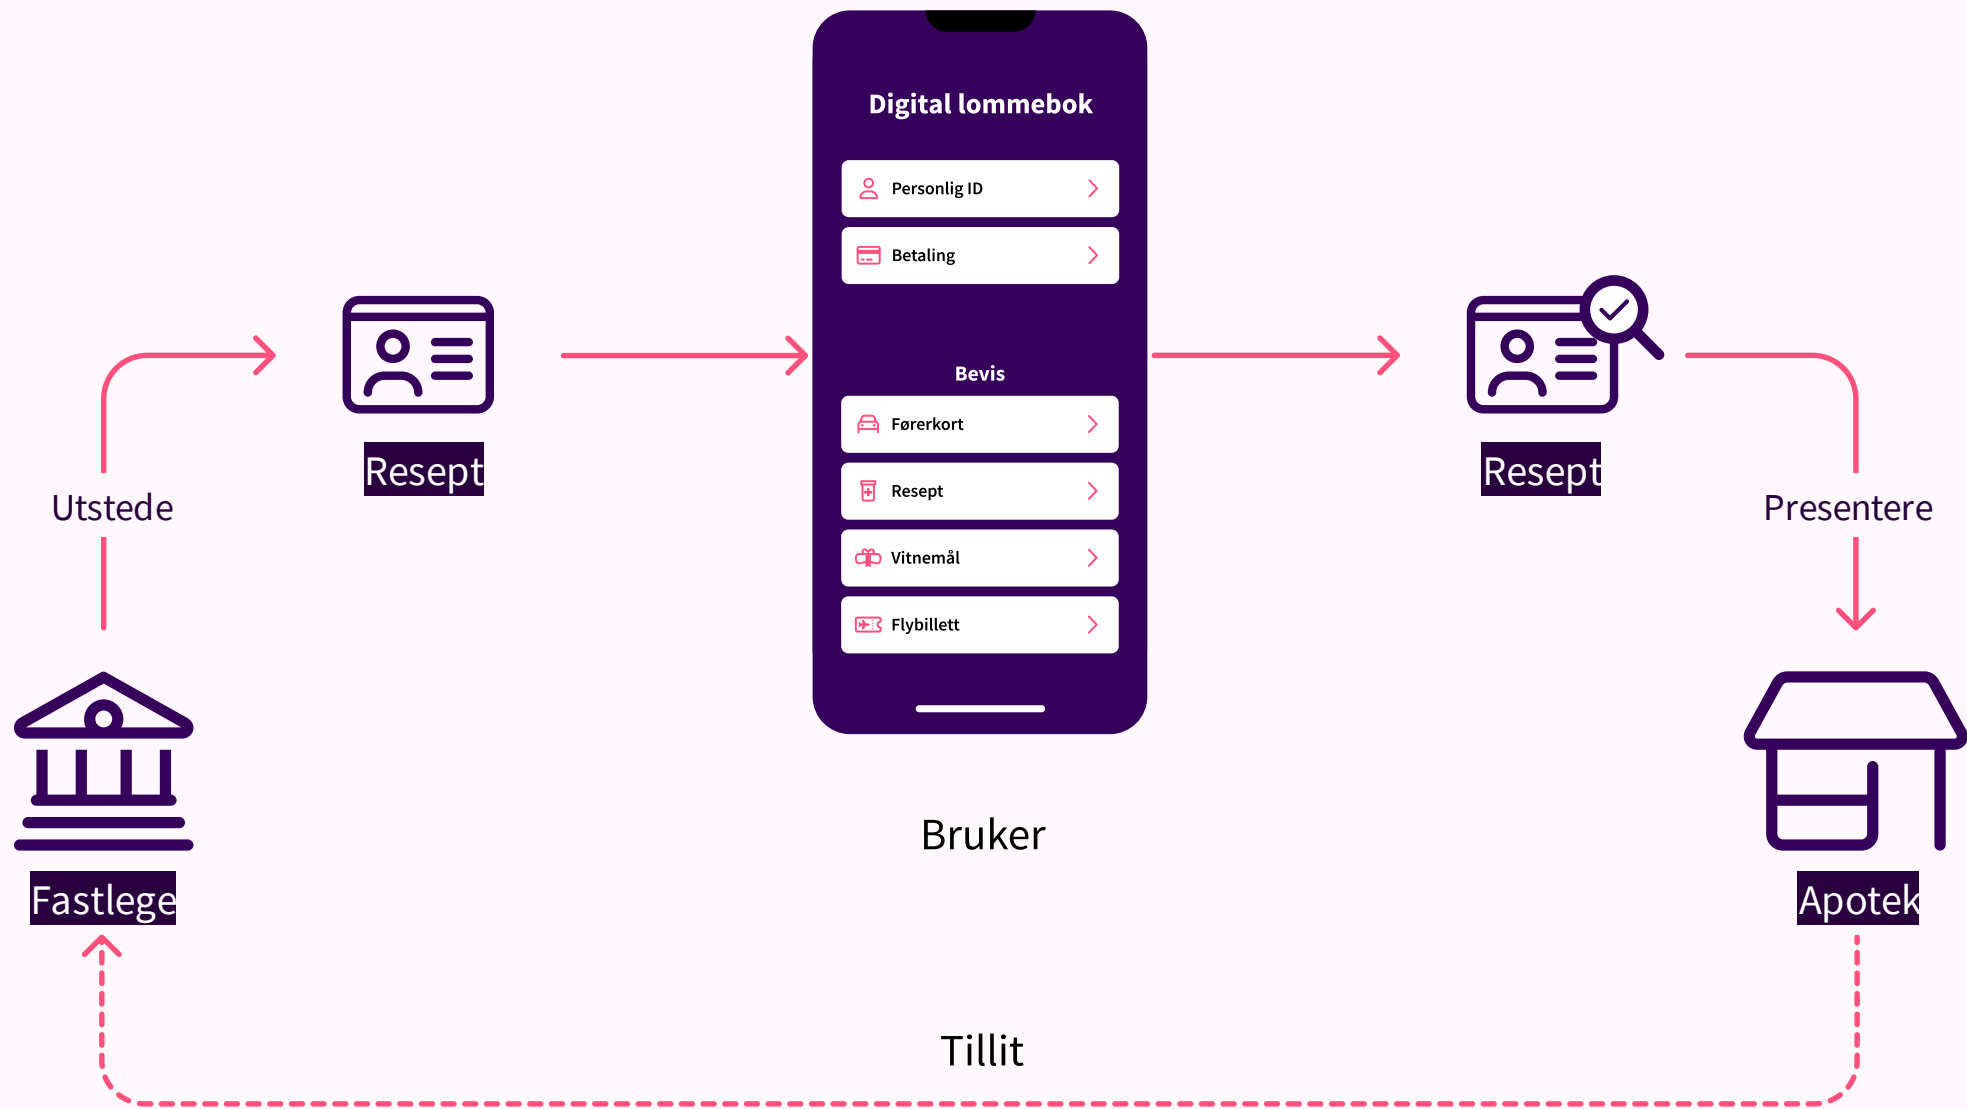 Digital lommebok
Personlig ID
Betaling
Bevis
Førerkort
Resept
Vitnemål
Flybillett
Resept
Resept
Utstede
Presentere
Bruker
Fastlege
Apotek
Tillit